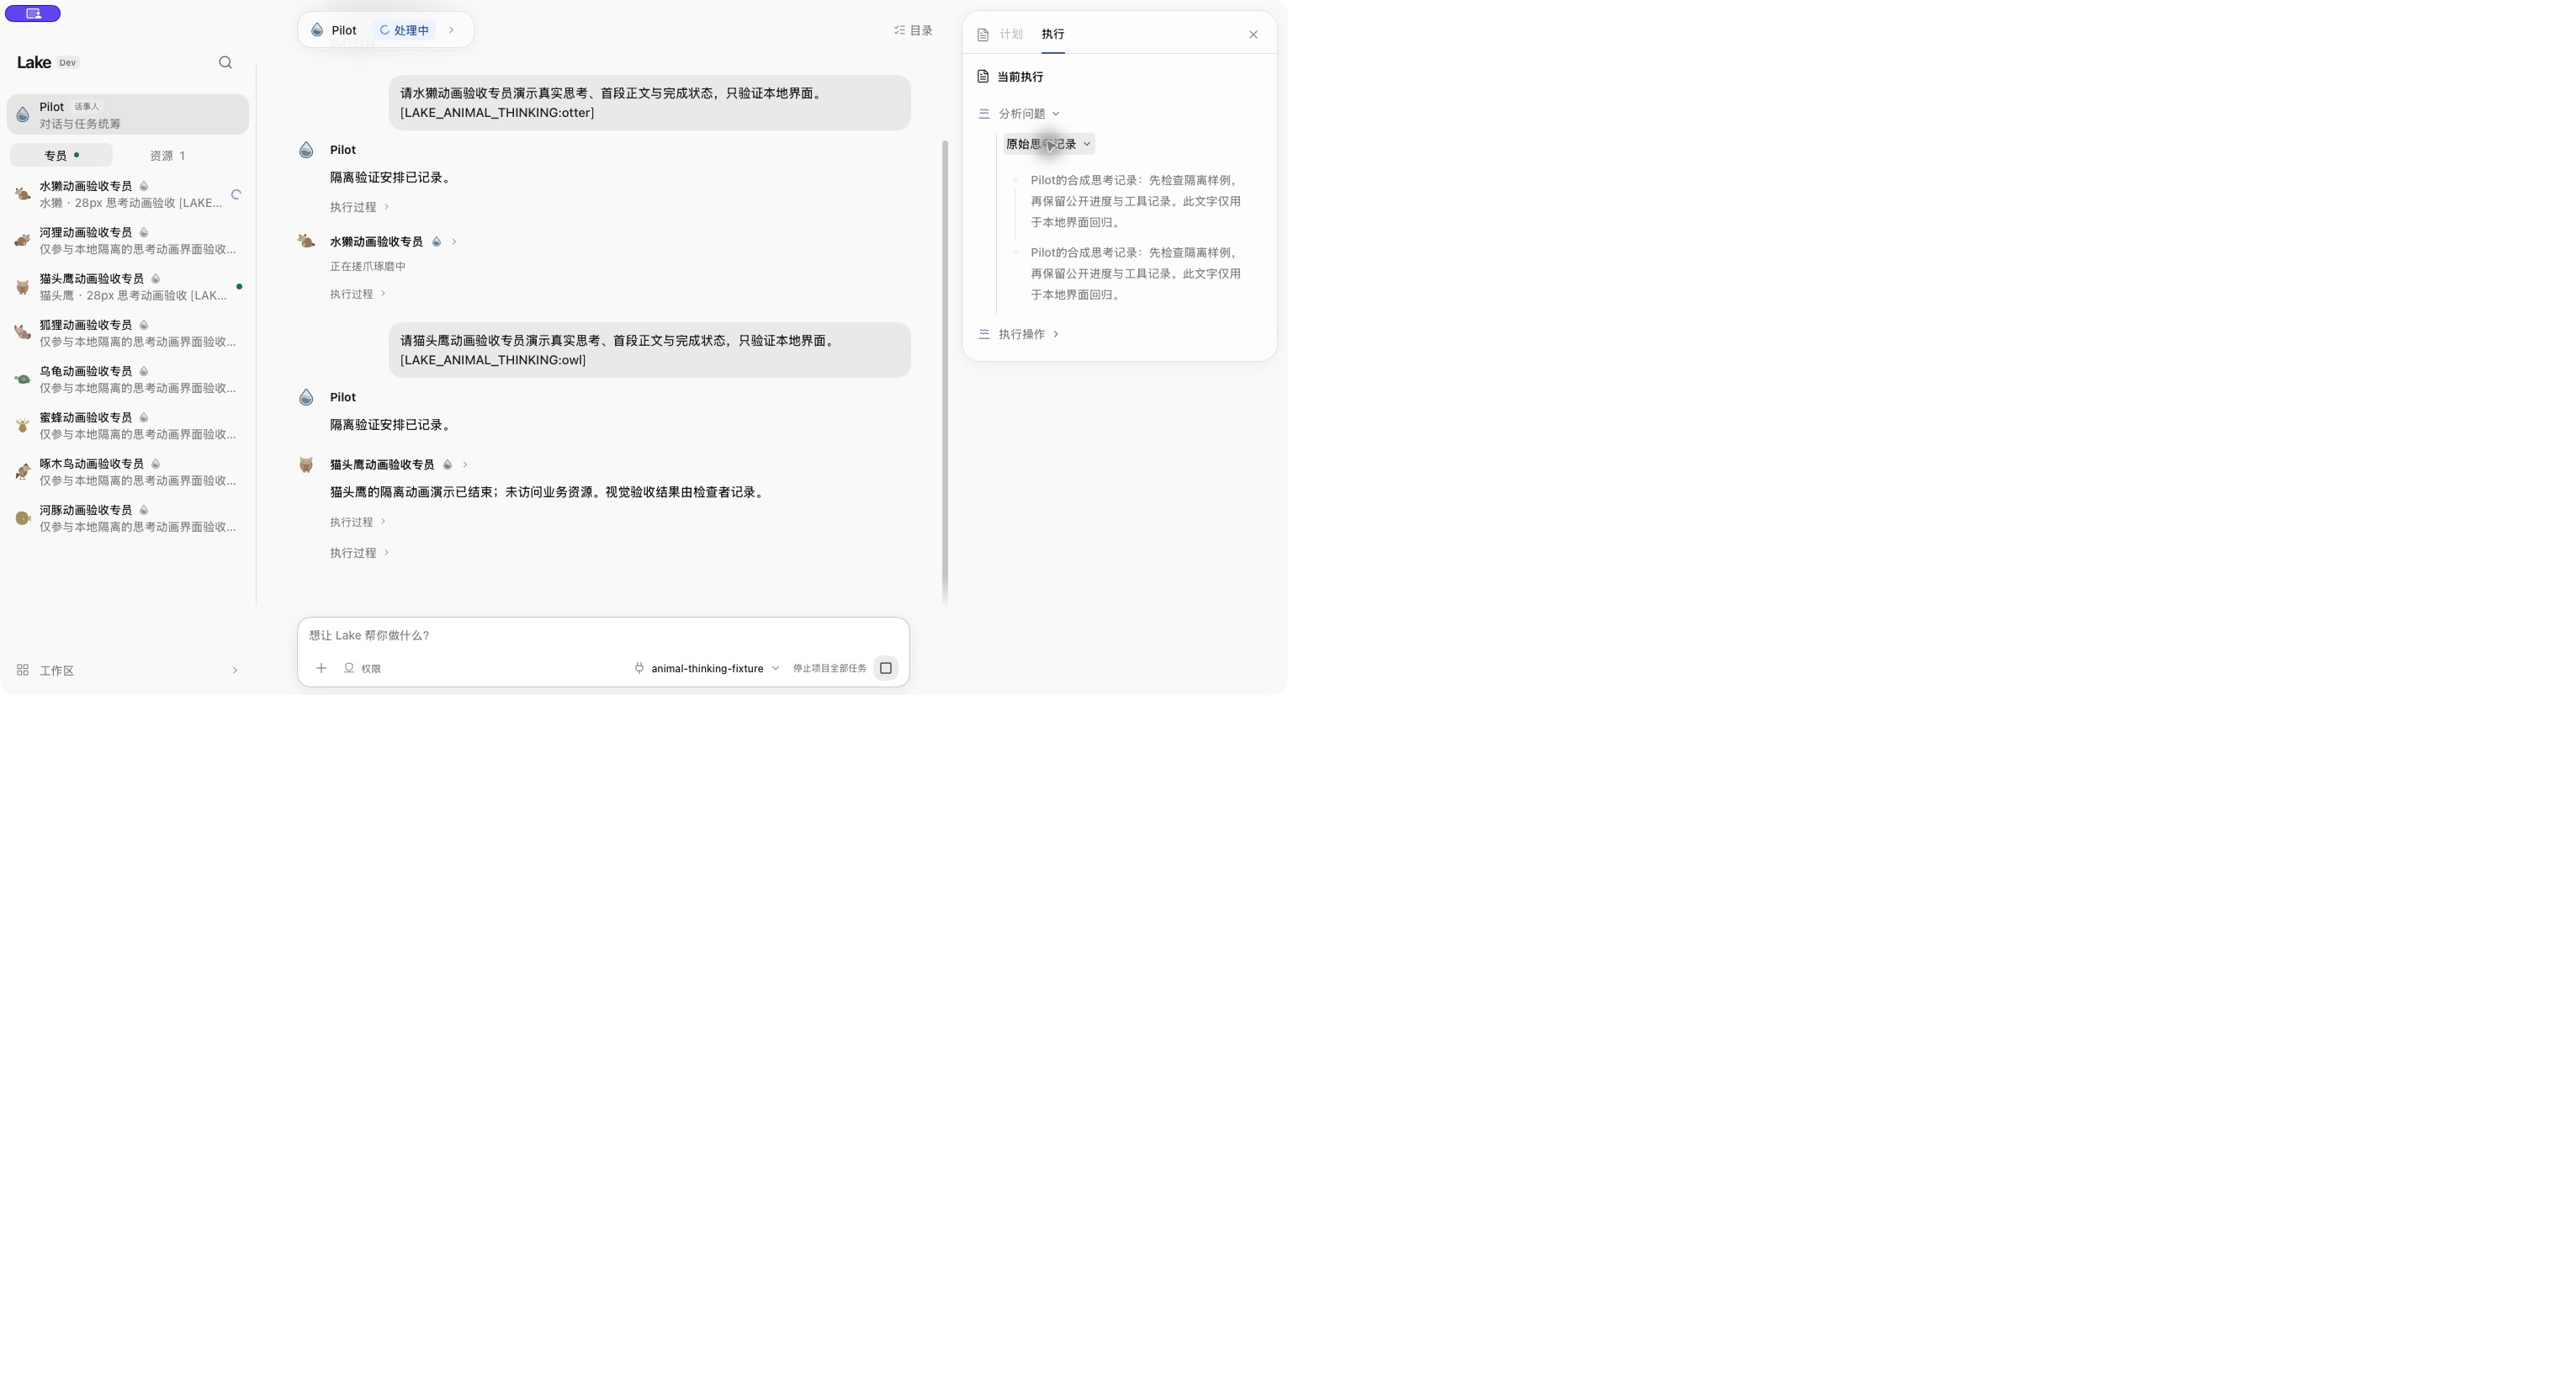 Lake Dev
Pilot 话事人
对话与任务统筹
专员
资源 1
水獭动画验收专员
水獭 · 28px 思考动画验收 [LAKE...
河狸动画验收专员
仅参与本地隔离的思考动画界面验收...
猫头鹰动画验收专员
猫头鹰 · 28px 思考动画验收 [LAK...
狐狸动画验收专员
仅参与本地隔离的思考动画界面验收...
乌龟动画验收专员
仅参与本地隔离的思考动画界面验收...
蜜蜂动画验收专员
仅参与本地隔离的思考动画界面验收...
啄木鸟动画验收专员
仅参与本地隔离的思考动画界面验收...
河豚动画验收专员
仅参与本地隔离的思考动画界面验收...
工作区
Pilot 处理中
目录
请水獭动画验收专员演示真实思考、首段正文与完成状态，只验证本地界面。
[LAKE_ANIMAL_THINKING:otter]
Pilot
隔离验证安排已记录。
执行过程
水獭动画验收专员
正在搓爪琢磨中
执行过程
请猫头鹰动画验收专员演示真实思考、首段正文与完成状态，只验证本地界面。
[LAKE_ANIMAL_THINKING:owl]
Pilot
隔离验证安排已记录。
猫头鹰动画验收专员
猫头鹰的隔离动画演示已结束；未访问业务资源。视觉验收结果由检查者记录。
执行过程
执行过程
想让 Lake 帮你做什么?
权限
animal-thinking-fixture
停止项目全部任务
计划
执行
当前执行
分析问题
原始思考记录
Pilot的合成思考记录：先检查隔离样例，
再保留公开进度与工具记录。此文字仅用
于本地界面回归。
Pilot的合成思考记录：先检查隔离样例，
再保留公开进度与工具记录。此文字仅用
于本地界面回归。
执行操作